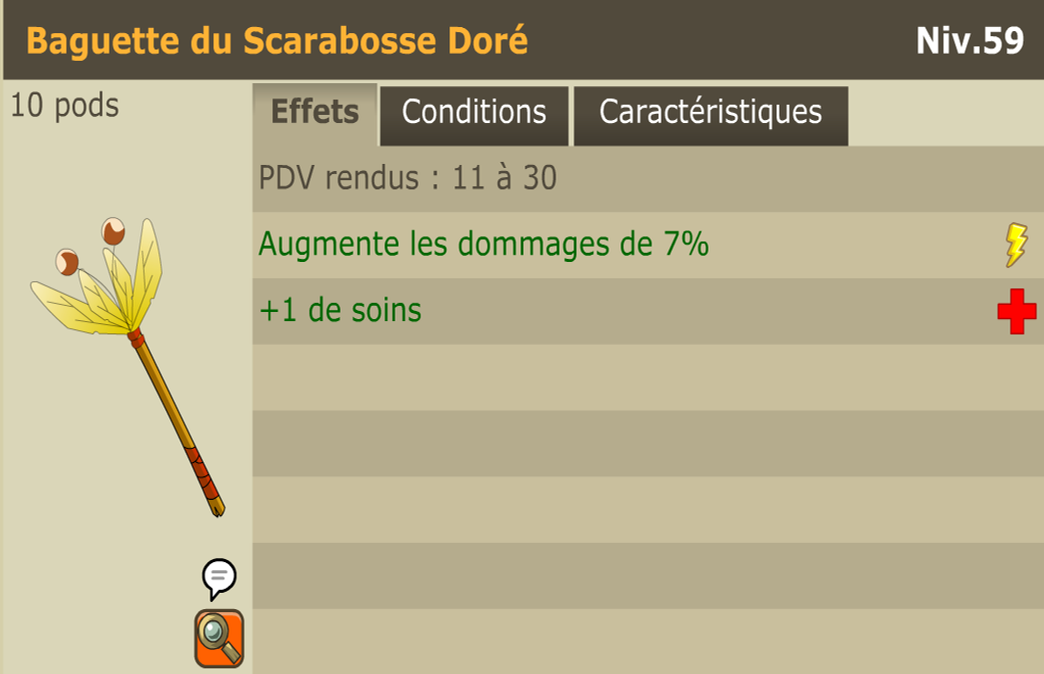 Baguette du Scarabosse Doré
Niv.59
10 pods
Effets
Conditions
Caractéristiques
PDV rendus : 11 à 30
Augmente les dommages de 7%
+1 de soins